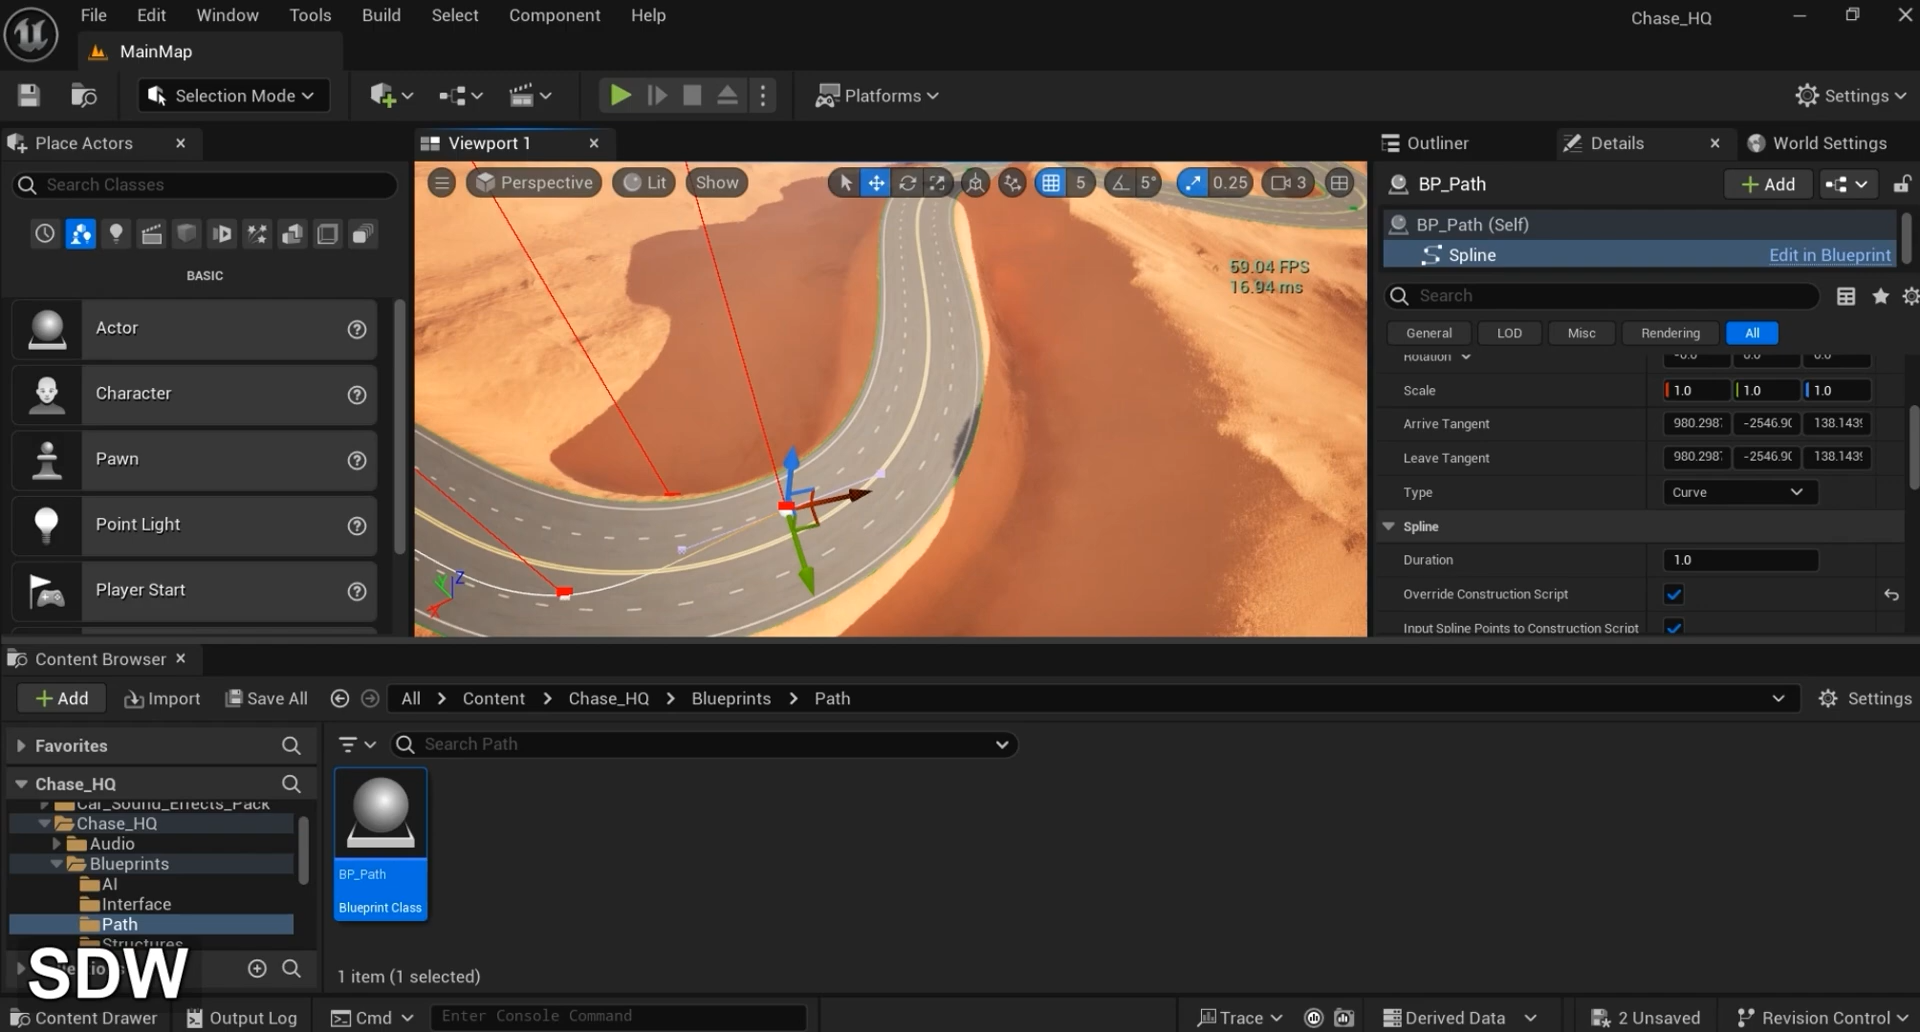 File Edit Window Tools Build Select Component Help
Chase_HQ
MainMap
Selection Mode
Platforms
Settings
Place Actors
Viewport 1
Outliner
Details
World Settings
Search Classes
Perspective
Lit
Show
5
5°
0.25
3
BP_Path
Add
BP_Path (Self)
Spline
Edit in Blueprint
BASIC
59.04 FPS
16.94 ms
Search
General LOD Misc Rendering All
Actor
Character
Pawn
Point Light
Player Start
Rotation
Scale 1.0 1.0 1.0
Arrive Tangent 980.298 -2546.90 138.1439
Leave Tangent 980.298 -2546.90 138.1439
Type Curve
Spline
Duration 1.0
Override Construction Script
Input Spline Points to Construction Script
Content Browser
Add
Import
Save All
All > Content > Chase_HQ > Blueprints > Path
Settings
Favorites
Search Path
Chase_HQ
Car_Sound_Effects_Pack
Chase_HQ
Audio
Blueprints
AI
Interface
Path
Structures
BP_Path
Blueprint Class
1 item (1 selected)
SDW
Content Drawer
Output Log
Cmd
Enter Console Command
Trace
Derived Data
2 Unsaved
Revision Control